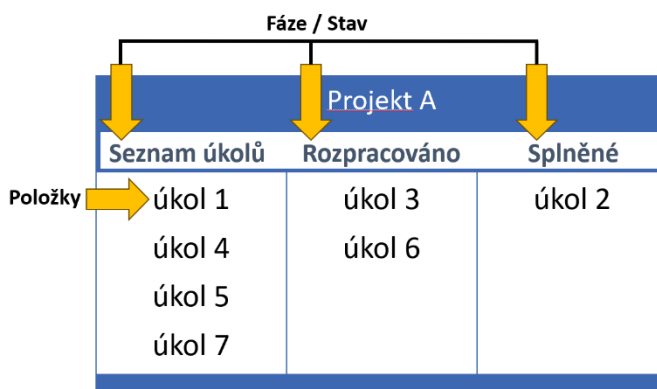 Fáze / Stav
Projekt A
Seznam úkolů Rozpracováno Splněné
Položky úkol 1 úkol 3 úkol 2
úkol 4 úkol 6
úkol 5
úkol 7